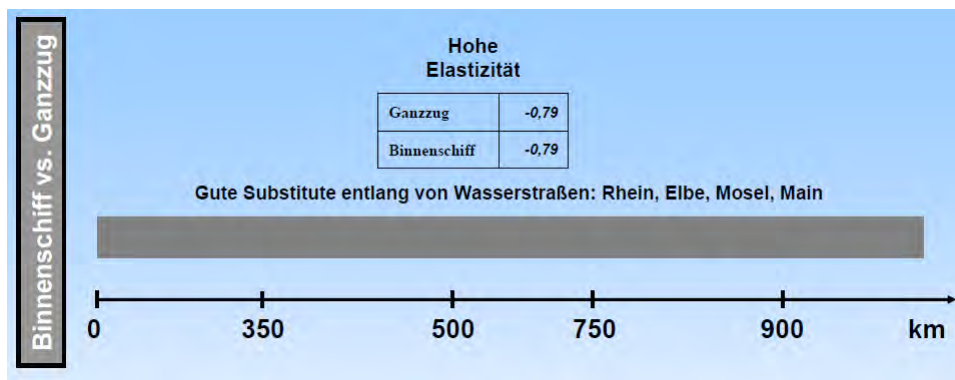 Binnenschiff vs. Ganzzug
Hohe
Elastizität
Ganzzug -0,79
Binnenschiff -0,79
Gute Substitute entlang von Wasserstraßen: Rhein, Elbe, Mosel, Main
0 350 500 750 900 km